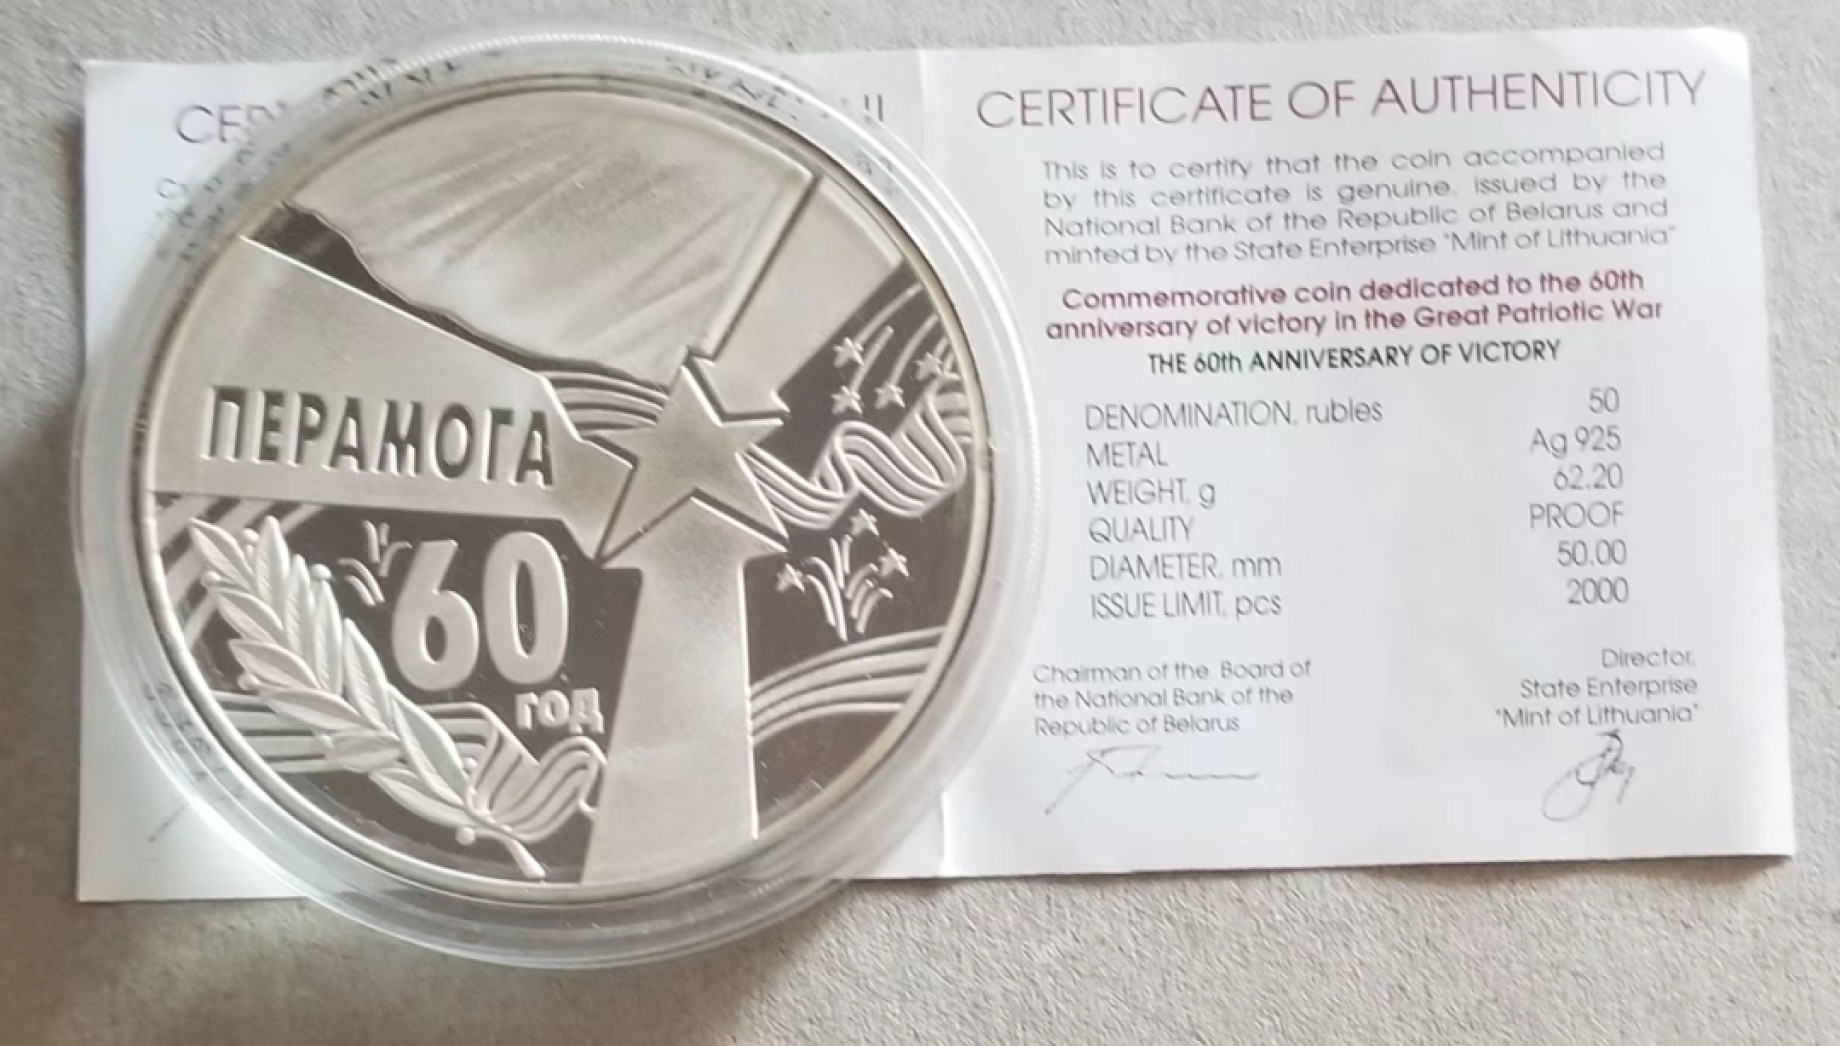 ПЕРАМОГА
60
год
CERTIFICATE OF AUTHENTICITY
This is to certify that the coin accompanied
by this certificate is genuine, issued by the
National Bank of the Republic of Belarus and
minted by the State Enterprise "Mint of Lithuania"
Commemorative coin dedicated to the 60th
anniversary of victory in the Great Patriotic War
THE 60th ANNIVERSARY OF VICTORY
DENOMINATION, rubles 50
METAL Ag 925
WEIGHT, g 62.20
QUALITY PROOF
DIAMETER, mm 50.00
ISSUE LIMIT, pcs 2000
Chairman of the Board of
the National Bank of the
Republic of Belarus
Director,
State Enterprise
"Mint of Lithuania"